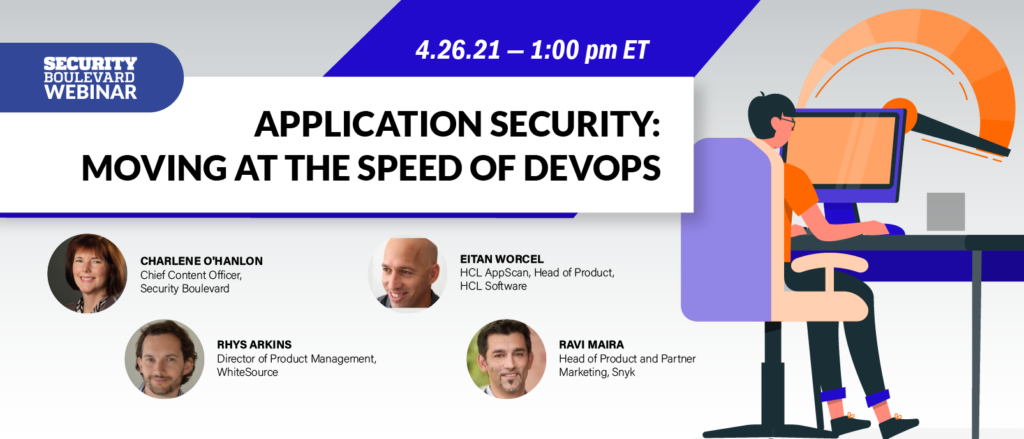 4.26.21 — 1:00 pm ET
SECURITY
BOULEVARD
WEBINAR
APPLICATION SECURITY:
MOVING AT THE SPEED OF DEVOPS
CHARLENE O'HANLON
Chief Content Officer,
Security Boulevard
EITAN WORCEL
HCL AppScan, Head of Product,
HCL Software
RHYS ARKINS
Director of Product Management,
WhiteSource
RAVI MAIRA
Head of Product and Partner
Marketing, Snyk